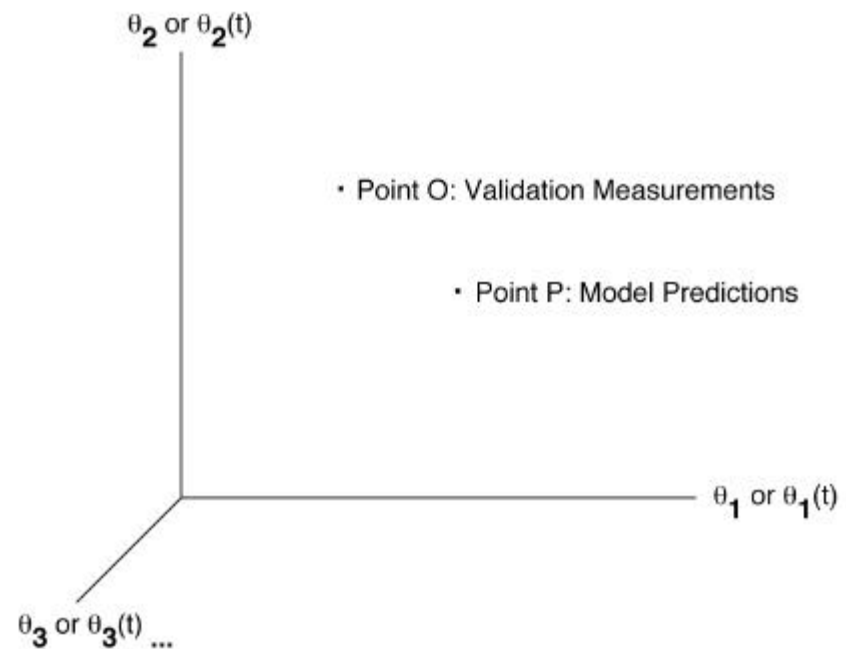 θ2 or θ2(t)
· Point O: Validation Measurements
· Point P: Model Predictions
θ1 or θ1(t)
θ3 or θ3(t) ...